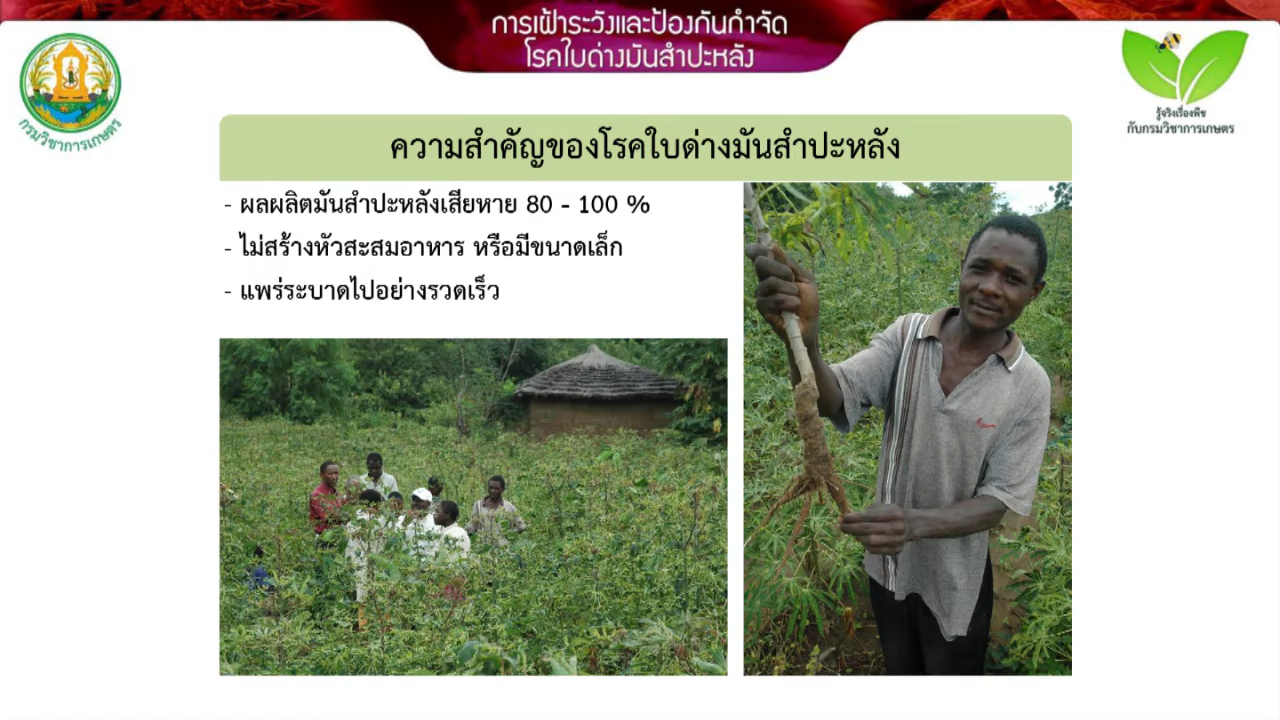 การเฝ้าระวังและป้องกันกำจัด
โรคใบด่างมันสำปะหลัง
กรมวิชาการเกษตร
รู้จริงเรื่องพืช
กับกรมวิชาการเกษตร
ความสำคัญของโรคใบด่างมันสำปะหลัง
- ผลผลิตมันสำปะหลังเสียหาย 80 - 100 %
- ไม่สร้างหัวสะสมอาหาร หรือมีขนาดเล็ก
- แพร่ระบาดไปอย่างรวดเร็ว